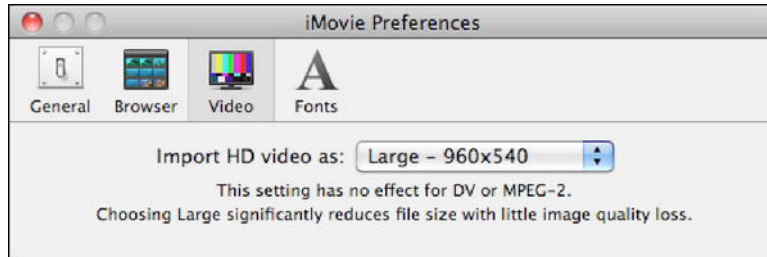 iMovie Preferences
General Browser Video Fonts
Import HD video as: Large – 960x540
This setting has no effect for DV or MPEG-2.
Choosing Large significantly reduces file size with little image quality loss.